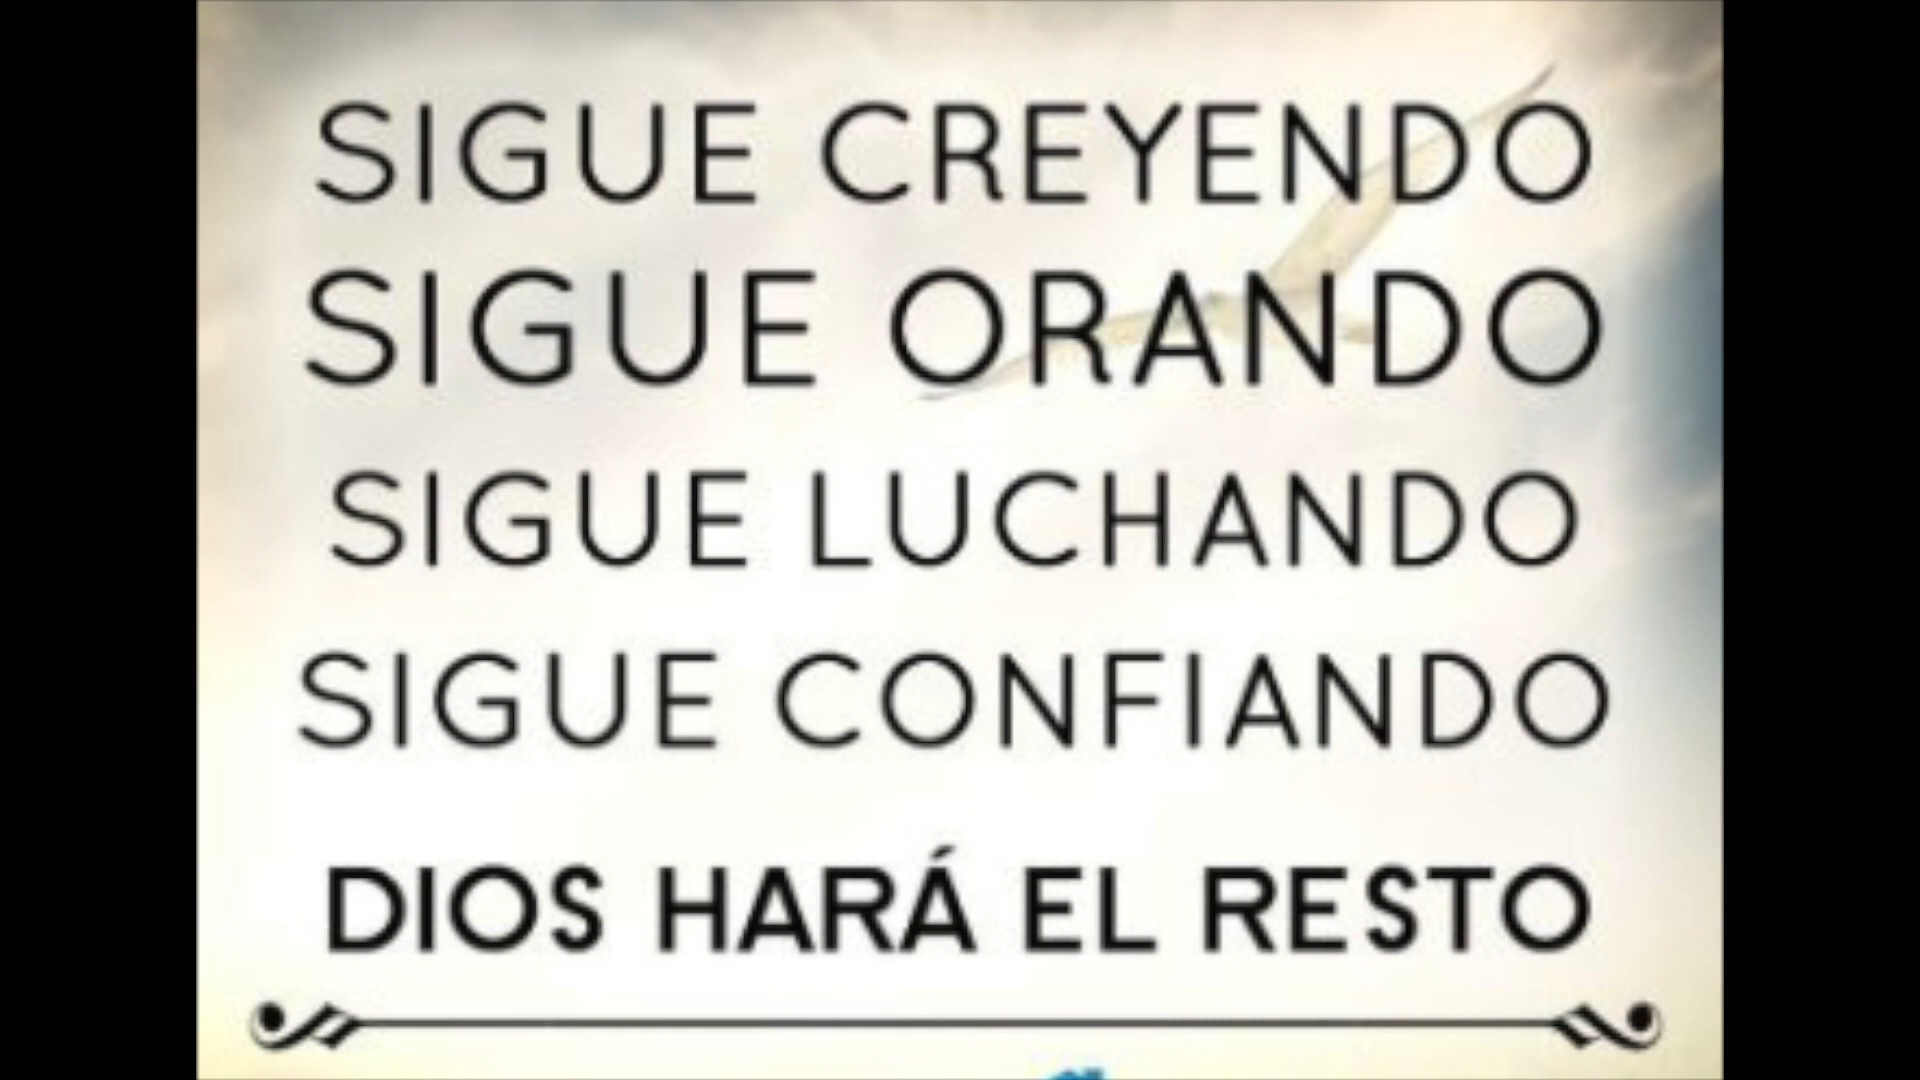 SIGUE CREYENDO
SIGUE ORANDO
SIGUE LUCHANDO
SIGUE CONFIANDO
DIOS HARÁ EL RESTO